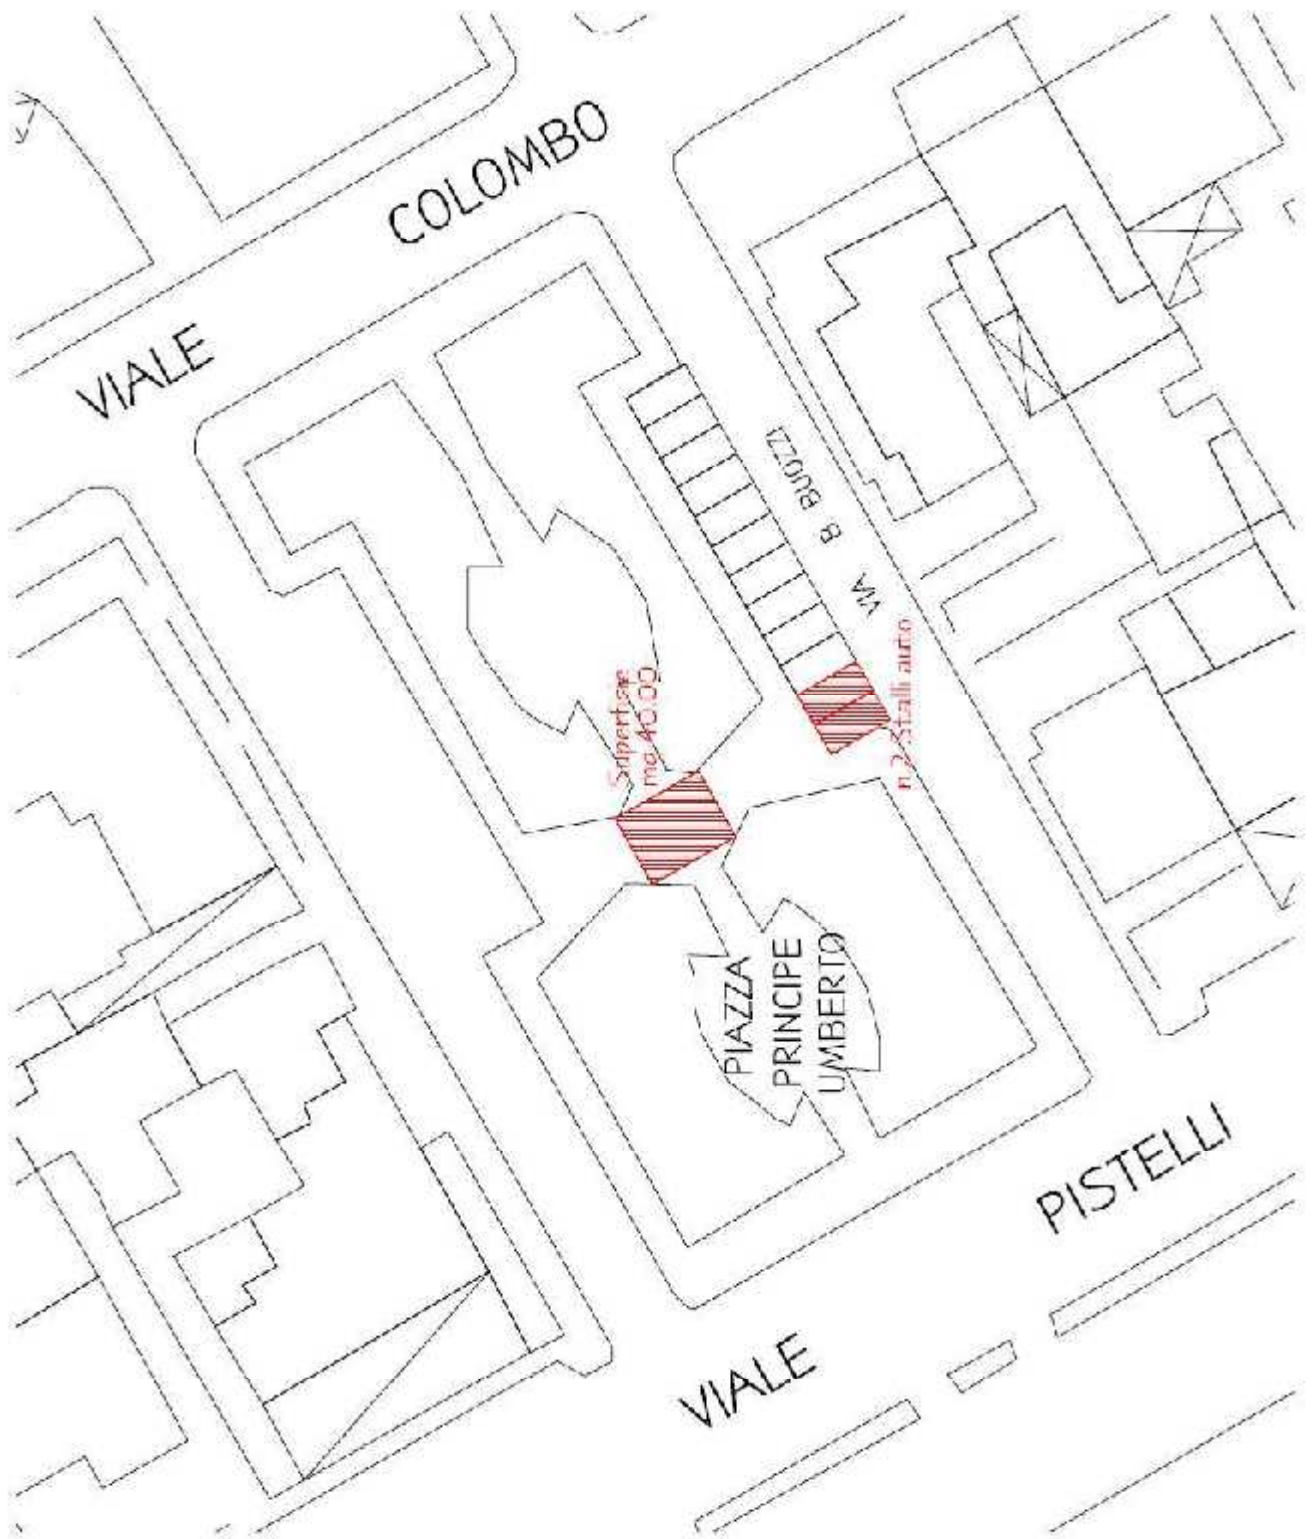 VIALE COLOMBO
VIA B BUOZZI
Superficie
mq 40.00
n.2 Stalli auto
PIAZZA
PRINCIPE
UMBERTO
VIALE PISTELLI